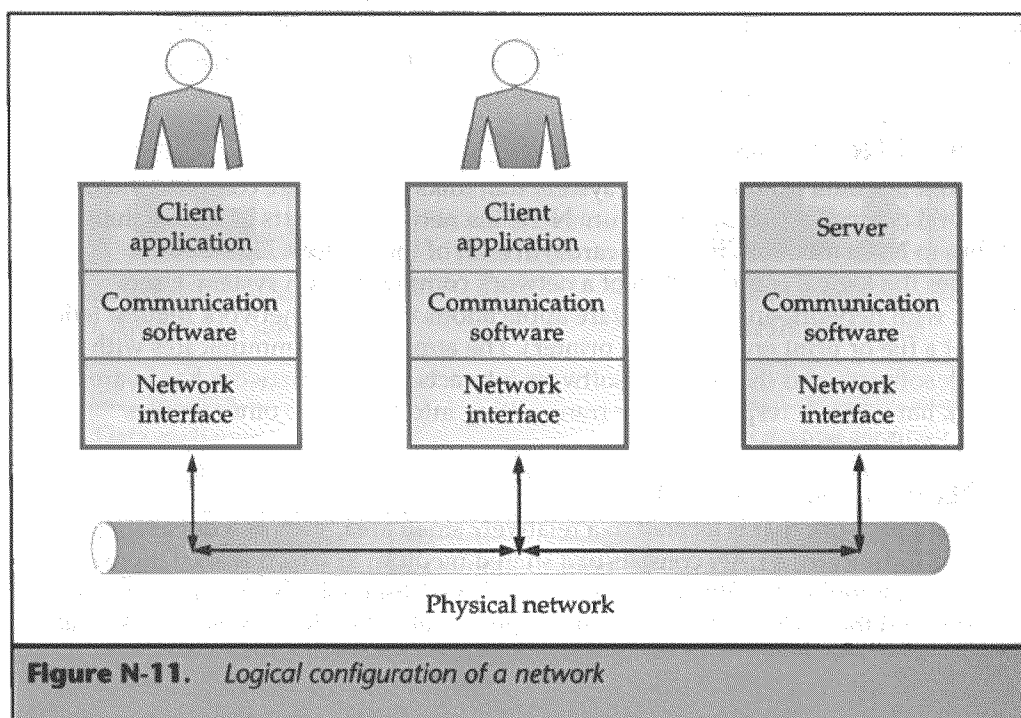 Client
application
Communication
software
Network
interface
Client
application
Communication
software
Network
interface
Server
Communication
software
Network
interface
Physical network
Figure N-11. Logical configuration of a network